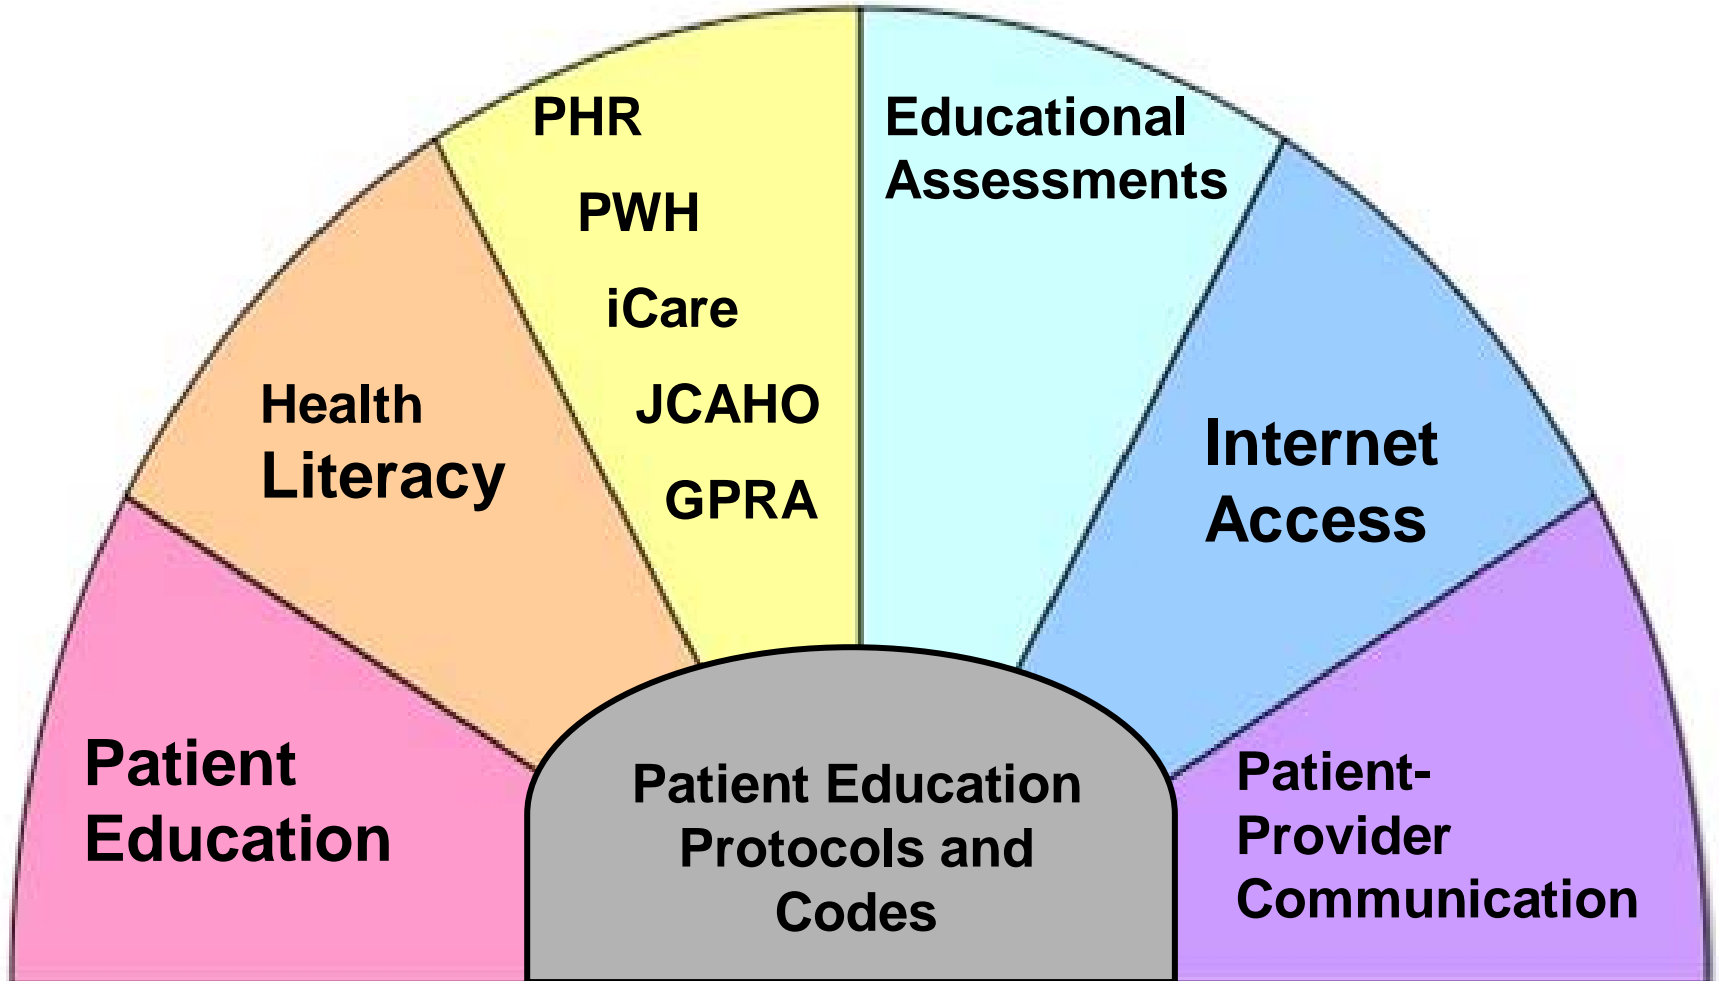 PHR
PWH
iCare
JCAHO
GPRA
Educational
Assessments
Health
Literacy
Internet
Access
Patient
Education
Patient Education
Protocols and
Codes
Patient-
Provider
Communication